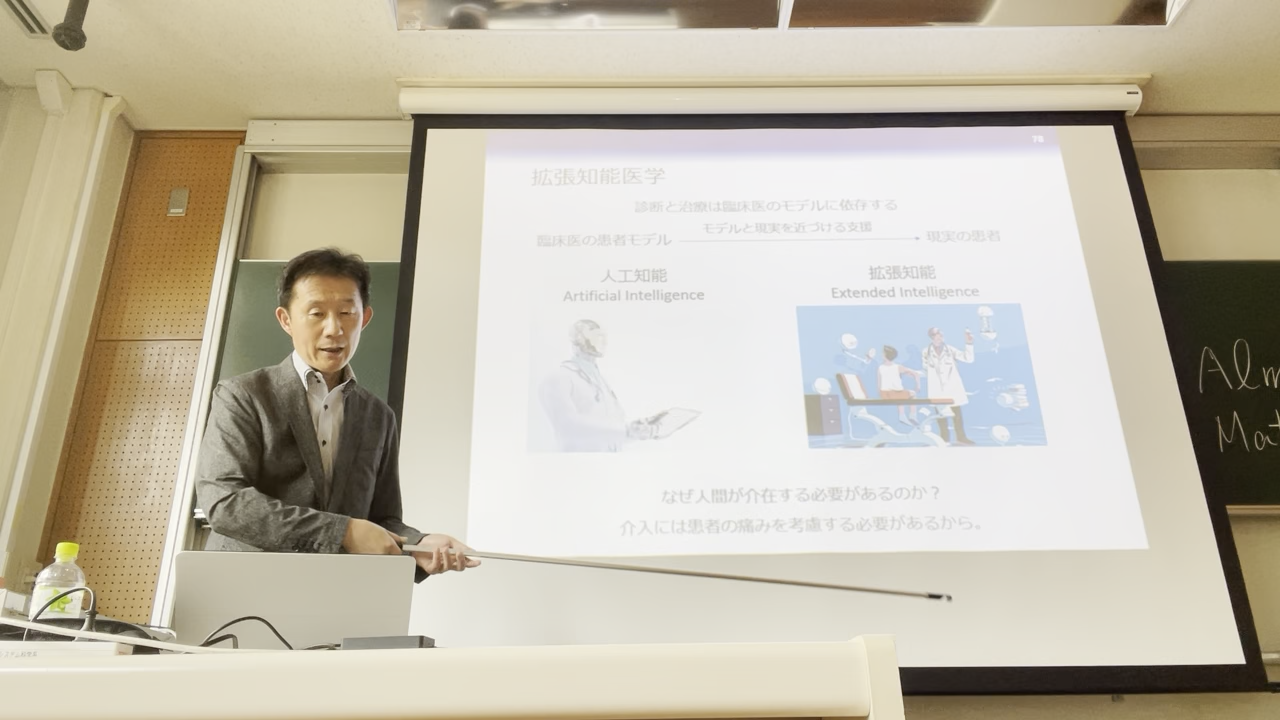 78
拡張知能医学
診断と治療は臨床医のモデルに依存する
臨床医の患者モデル
モデルと現実を近づける支援
現実の患者
人工知能
Artificial Intelligence
拡張知能
Extended Intelligence
なぜ人間が介在する必要があるのか？
介入には患者の痛みを考慮する必要があるから。
Alm
Mat